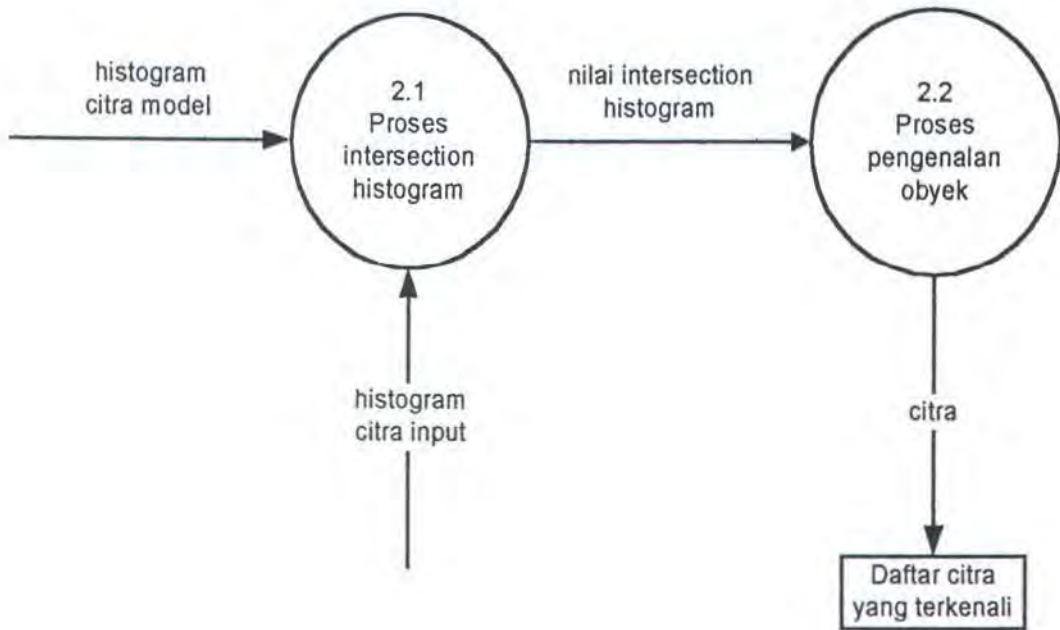 histogram
citra model
2.1
Proses
intersection
histogram
nilai intersection
histogram
2.2
Proses
pengenalan
obyek
histogram
citra input
citra
Daftar citra
yang terkenali